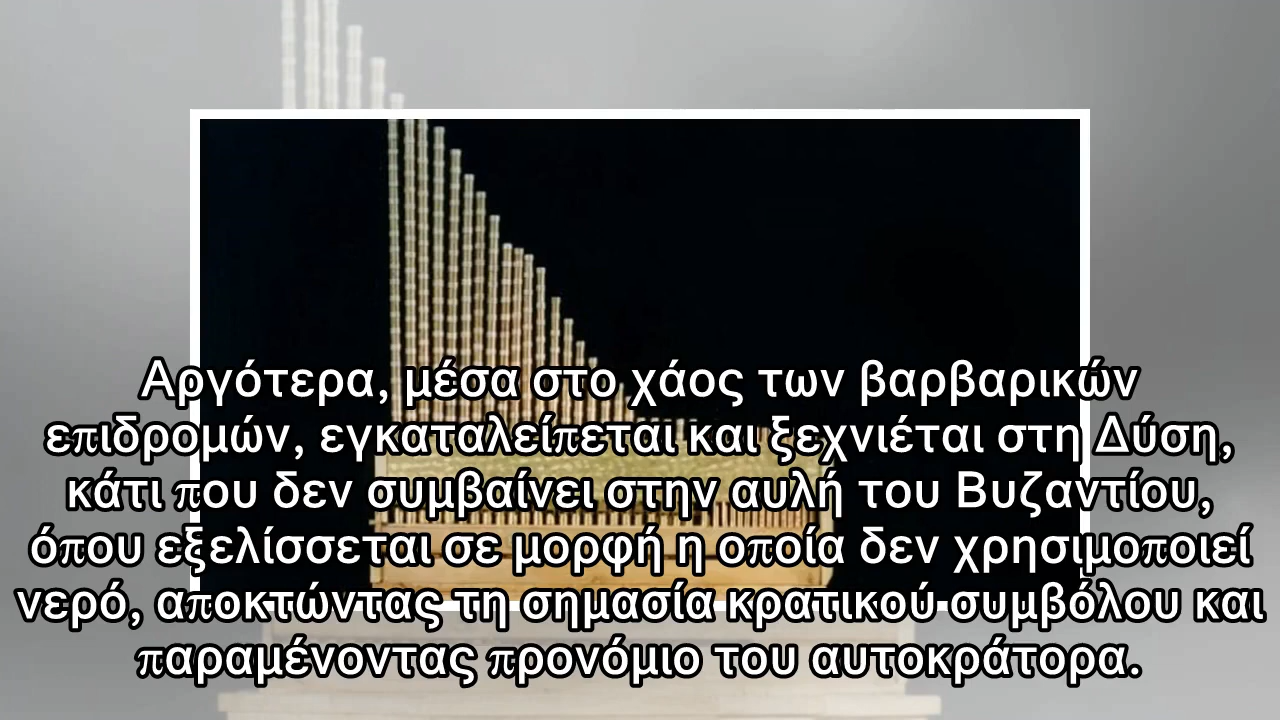 Αργότερα, μέσα στο χάος των βαρβαρικών
επιδρομών, εγκαταλείπεται και ξεχνιέται στη Δύση,
κάτι που δεν συμβαίνει στην αυλή του Βυζαντίου,
όπου εξελίσσεται σε μορφή η οποία δεν χρησιμοποιεί
νερό, αποκτώντας τη σημασία κρατικού συμβόλου και
παραμένοντας προνόμιο του αυτοκράτορα.